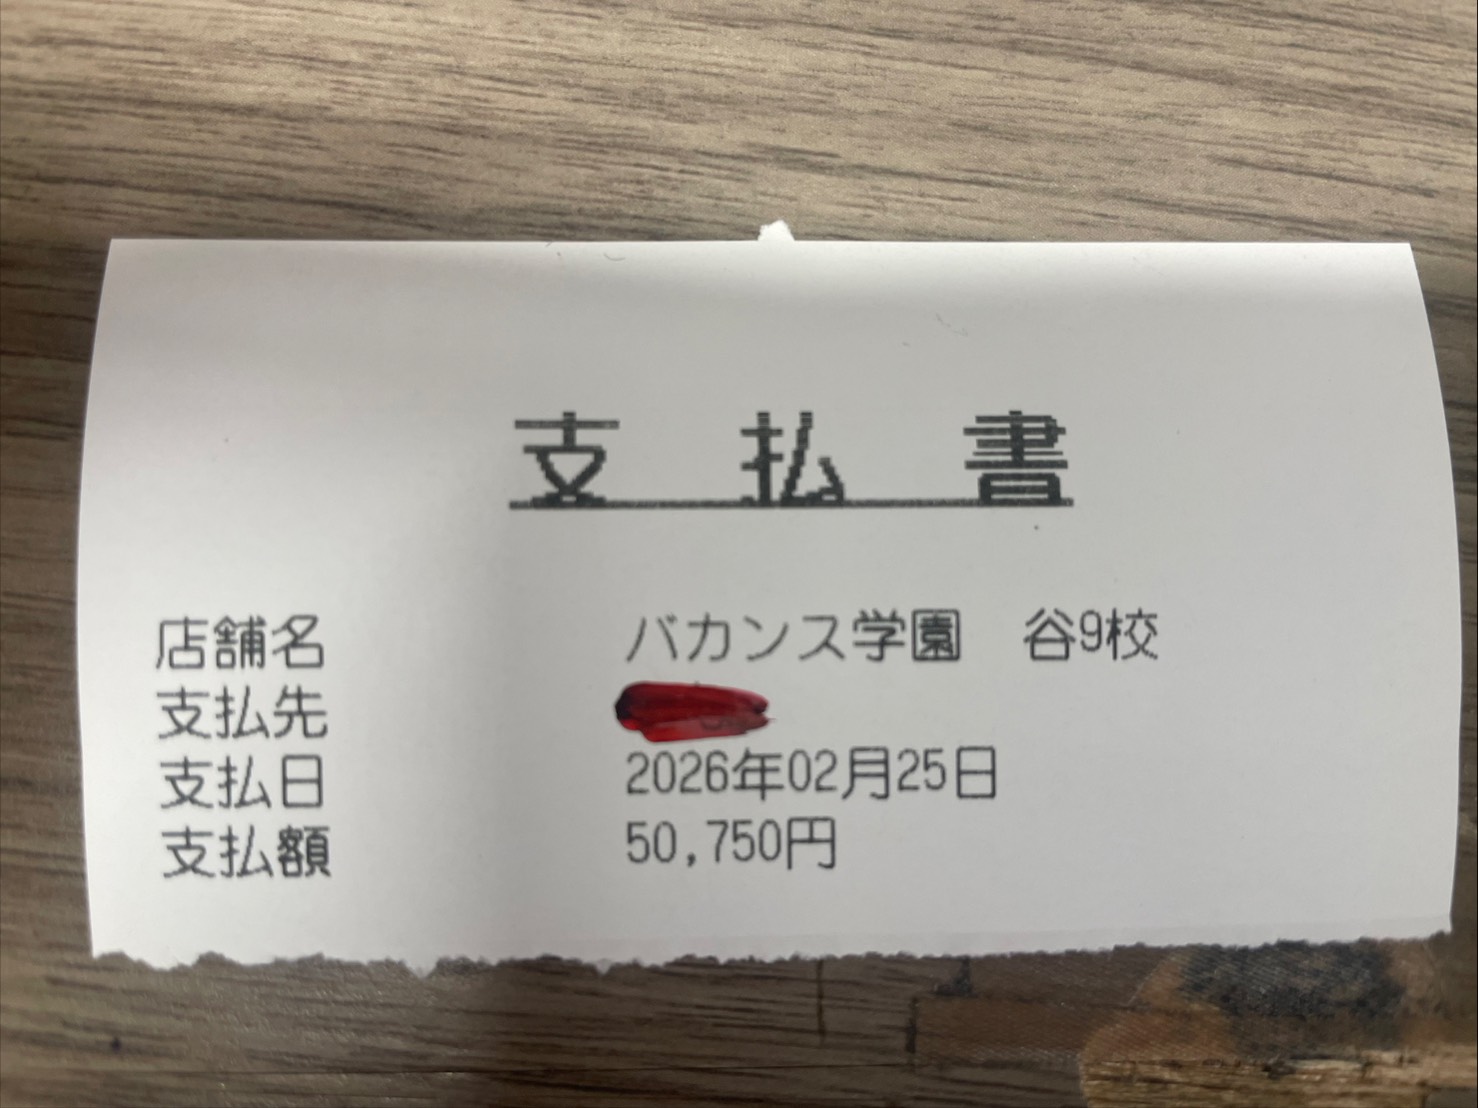 支払書
店舗名 バカンス学園 谷9校
支払先
支払日 2026年02月25日
支払額 50,750円